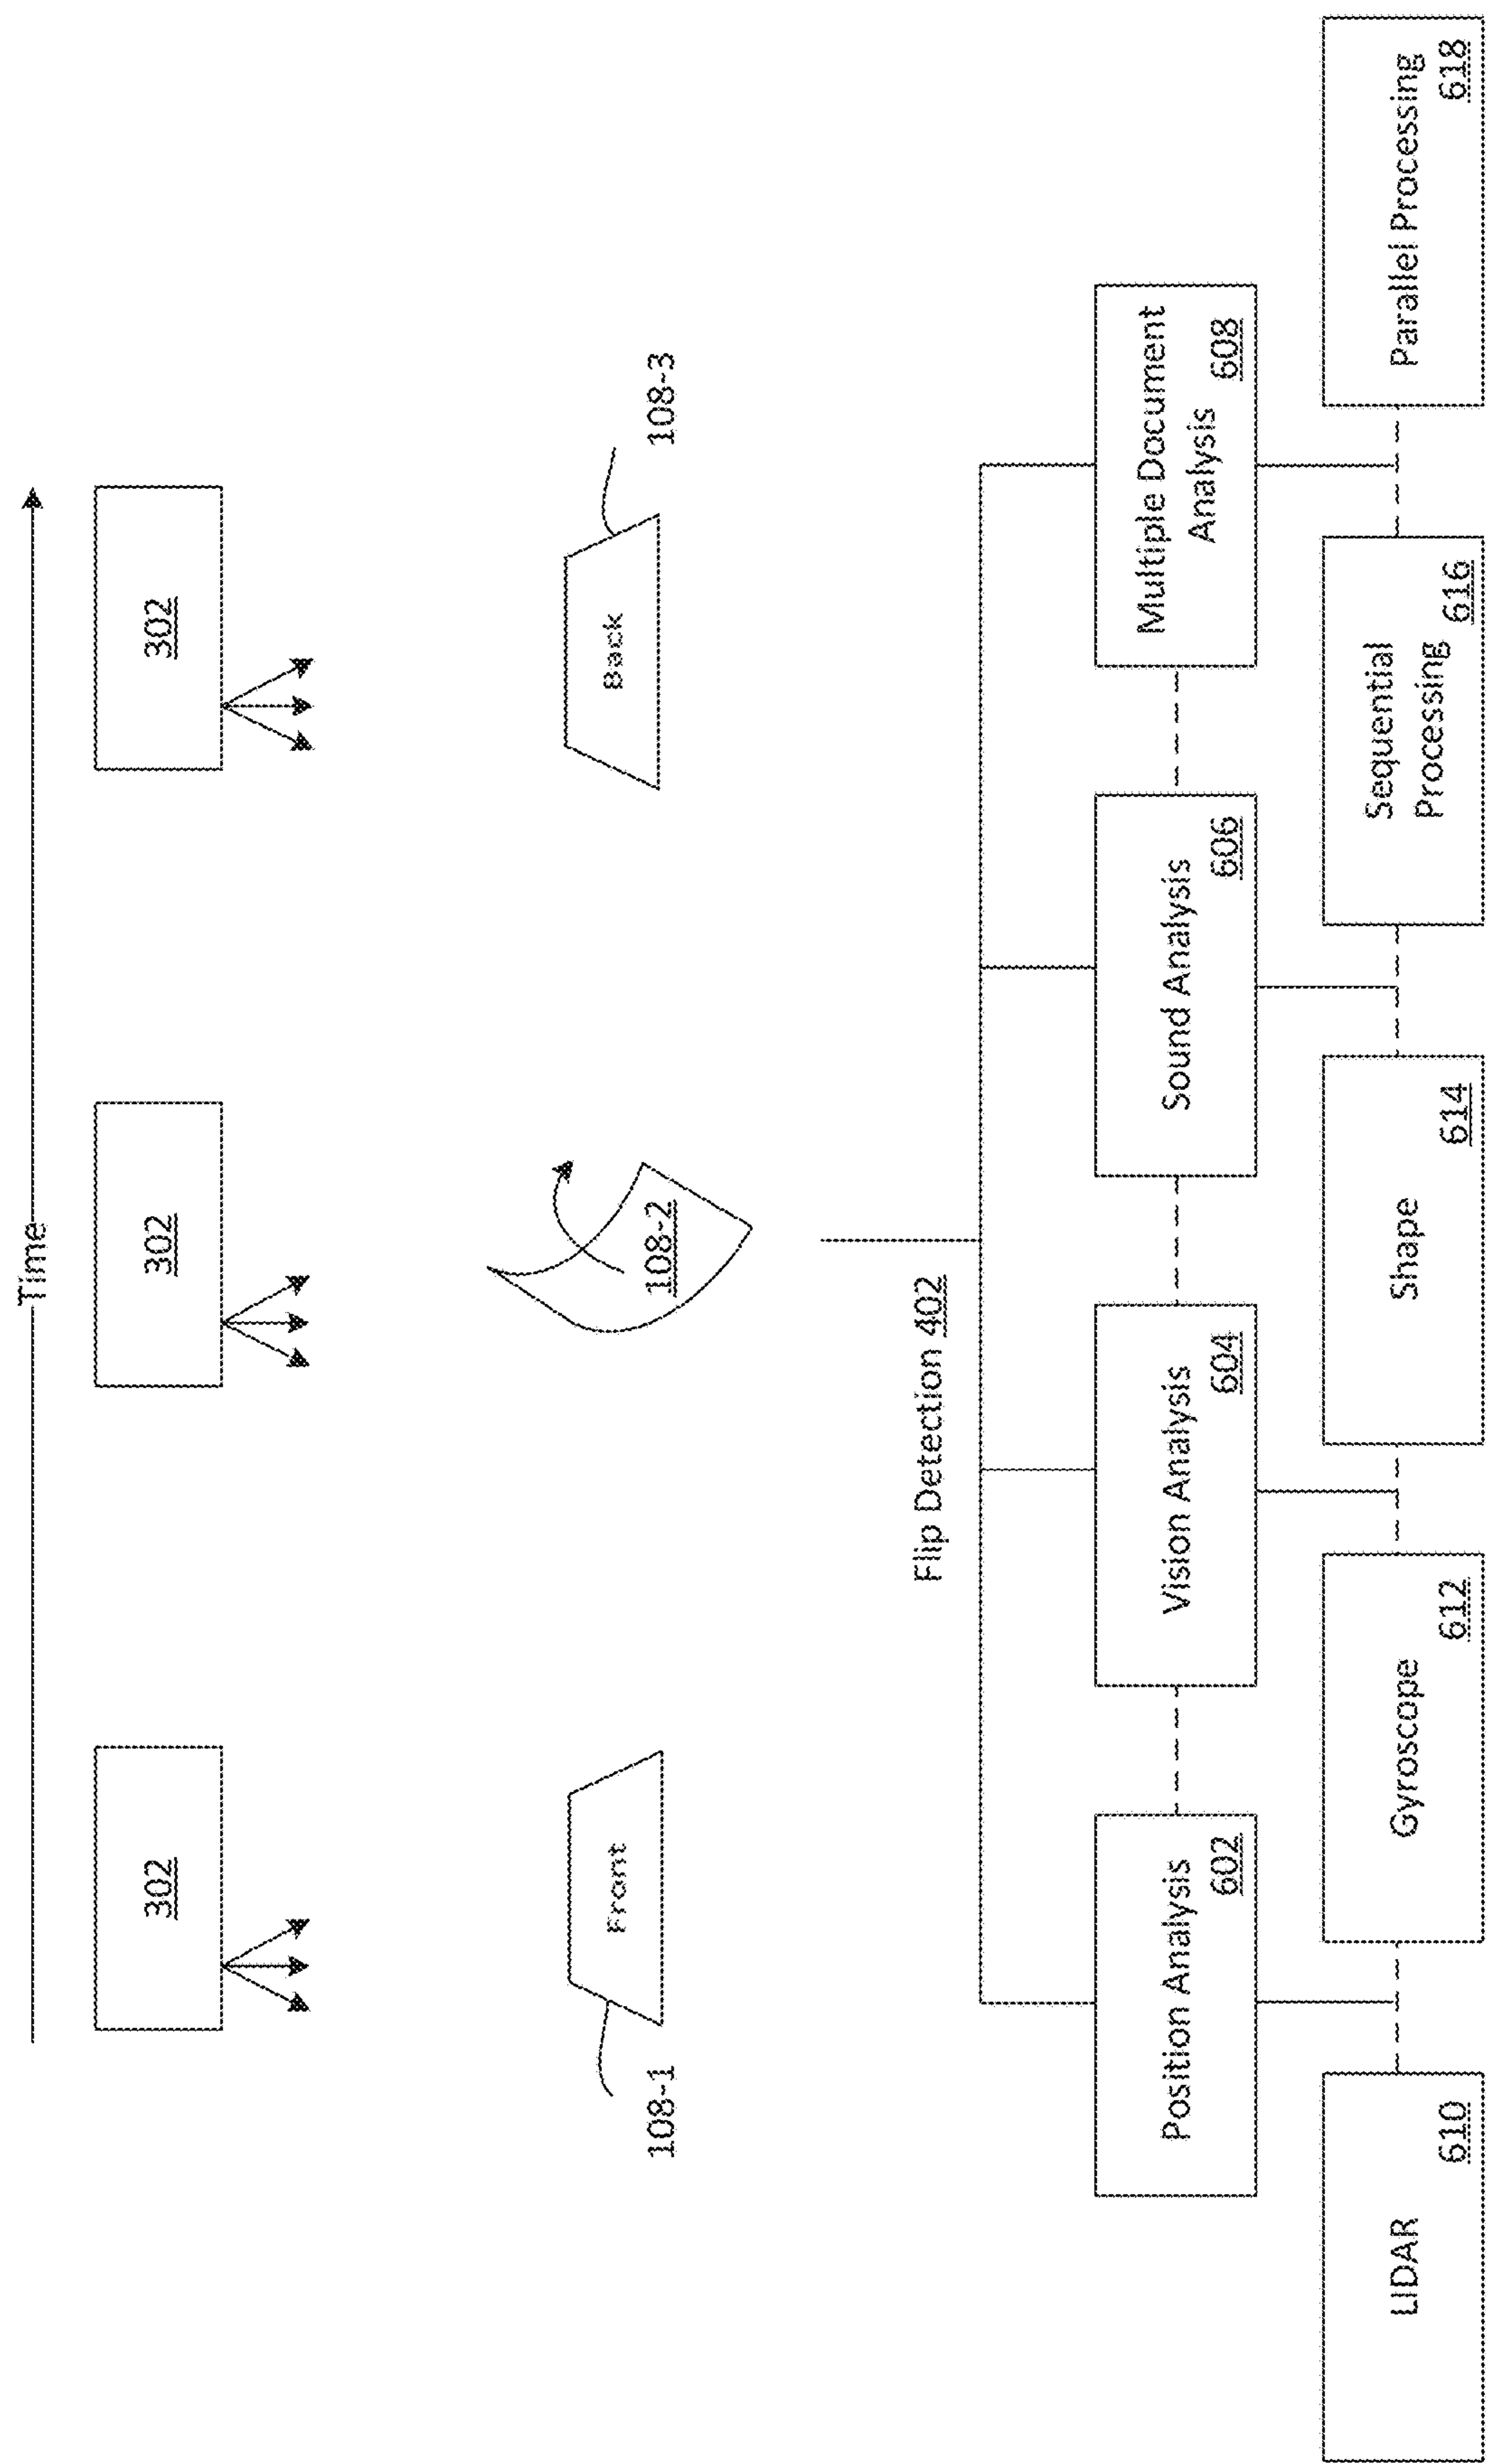 Time
302
302
302
108-1
Front
108-2
Back
108-3
Flip Detection 402
Position Analysis
602
Vision Analysis
604
Sound Analysis
606
Multiple Document
Analysis
608
LIDAR
610
Gyroscope
612
Shape
614
Sequential
Processing
616
Parallel Processing
618